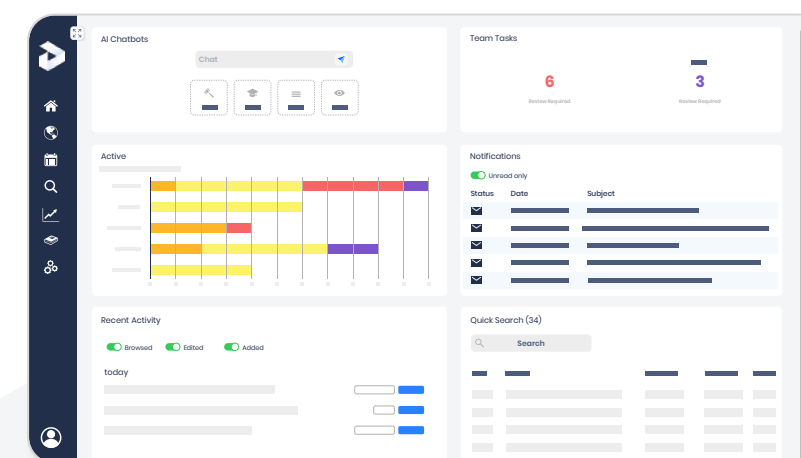 AI Chatbots
Chat
Team Tasks
6
Review Required
3
Review Required
Active
Notifications
Unread only
Status Date Subject
Recent Activity
Browsed Edited Added
today
Quick Search (34)
Search